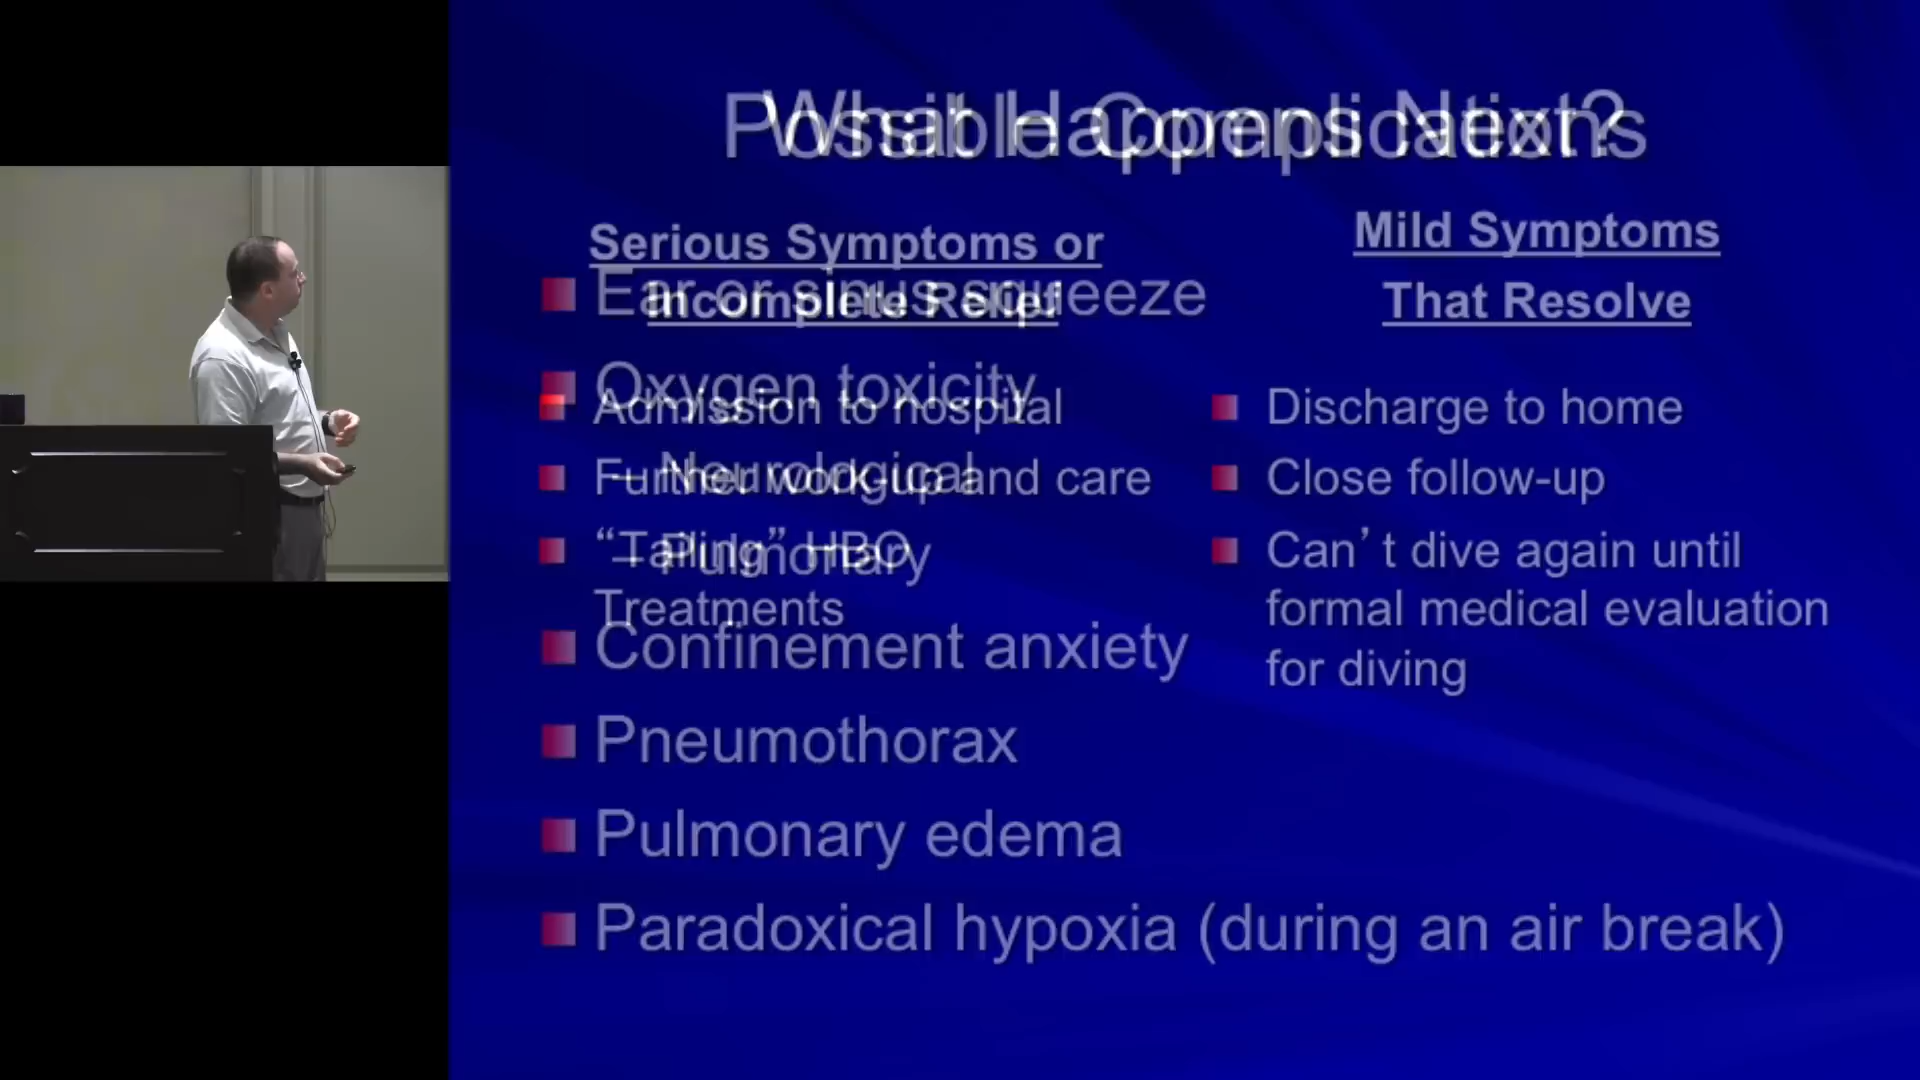 Possible Complications
Ear or sinus squeeze
Oxygen toxicity
– Neurological
– Pulmonary
Confinement anxiety
Pneumothorax
Pulmonary edema
Paradoxical hypoxia (during an air break)
What Happens Next?
Serious Symptoms or
Incomplete Relief
Admission to hospital
Further work-up and care
“Tailing” HBO
Treatments
Mild Symptoms
That Resolve
Discharge to home
Close follow-up
Can’t dive again until
formal medical evaluation
for diving